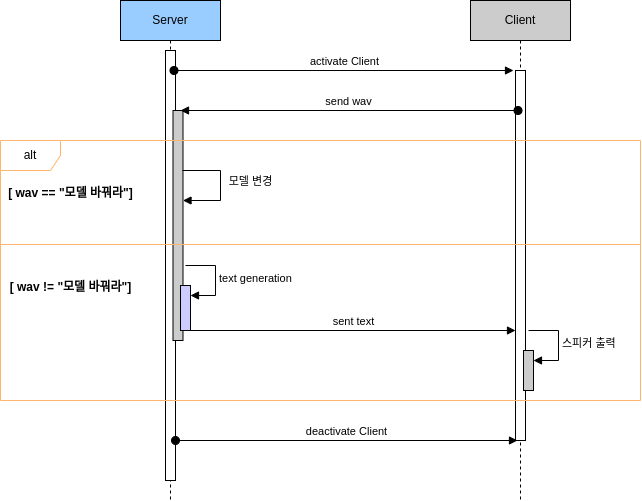 Server
Client
activate Client
send wav
alt
모델 변경
[ wav == "모델 바꿔라"]
text generation
[ wav != "모델 바꿔라"]
sent text
스피커 출력
deactivate Client